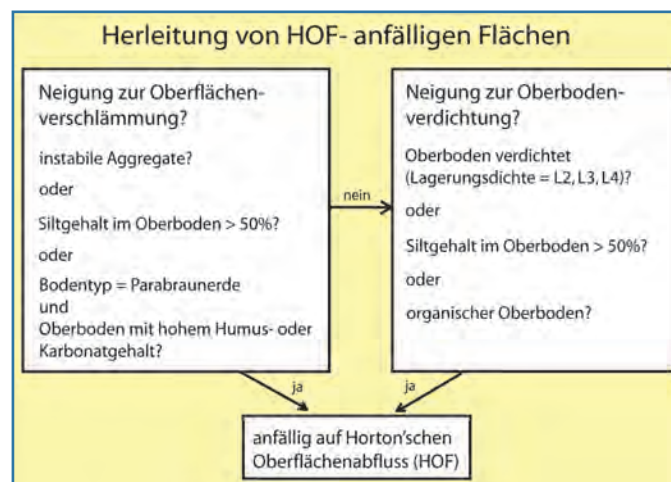 Herleitung von HOF- anfälligen Flächen
Neigung zur Oberflächen-
verschlämmung?
instabile Aggregate?
oder
Siltgehalt im Oberboden > 50%?
oder
Bodentyp = Parabraunerde
und
Oberboden mit hohem Humus- oder
Karbonatgehalt?
nein
Neigung zur Oberboden-
verdichtung?
Oberboden verdichtet
(Lagerungsdichte = L2, L3, L4)?
oder
Siltgehalt im Oberboden > 50%?
oder
organischer Oberboden?
ja
ja
anfällig auf Horton'schen
Oberflächenabfluss (HOF)